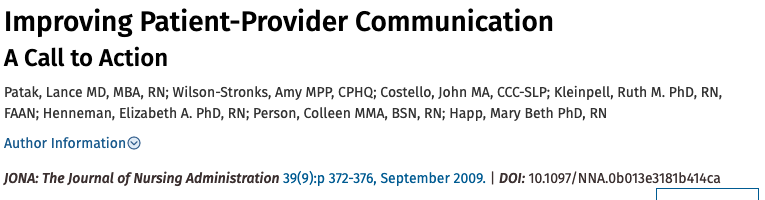 Improving Patient-Provider Communication
A Call to Action
Patak, Lance MD, MBA, RN; Wilson-Stronks, Amy MPP, CPHQ; Costello, John MA, CCC-SLP; Kleinpell, Ruth M. PhD, RN,
FAAN; Henneman, Elizabeth A. PhD, RN; Person, Colleen MMA, BSN, RN; Happ, Mary Beth PhD, RN
Author Information
JONA: The Journal of Nursing Administration 39(9):p 372-376, September 2009. | DOI: 10.1097/NNA.0b013e3181b414ca